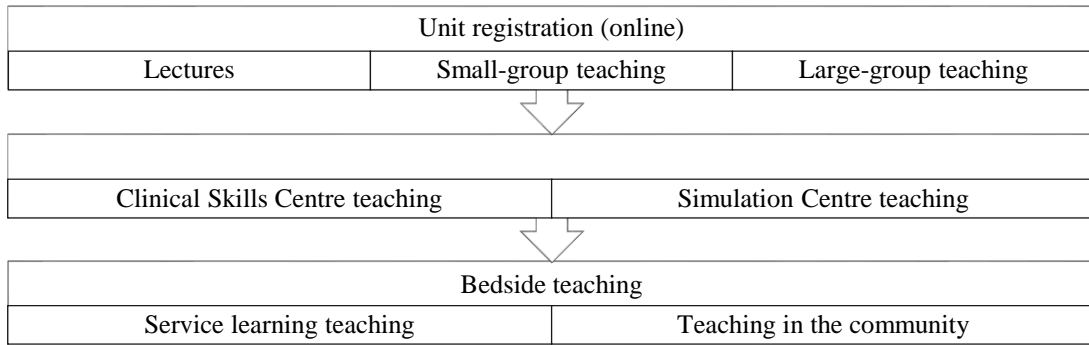 Unit registration (online)
Lectures Small-group teaching Large-group teaching
Clinical Skills Centre teaching Simulation Centre teaching
Bedside teaching
Service learning teaching Teaching in the community